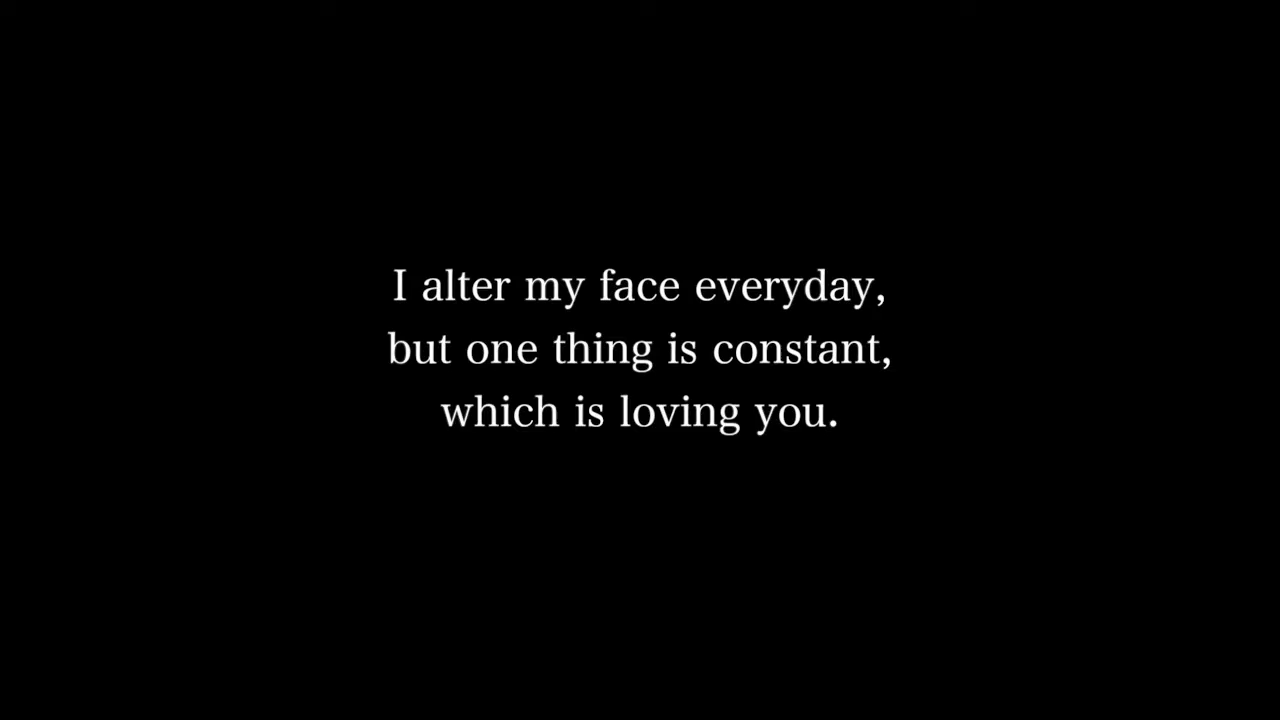 I alter my face everyday,
but one thing is constant,
which is loving you.